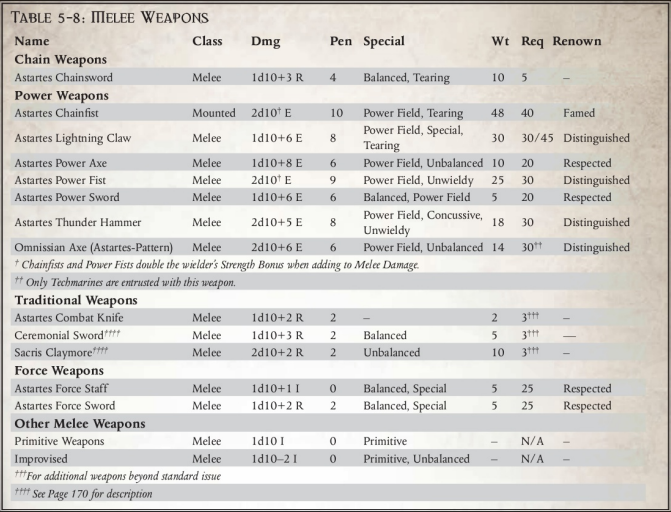 TABLE 5-8: MELEE WEAPONS
Name Class Dmg Pen Special Wt Req Renown
Chain Weapons
Astartes Chainsword Melee 1d10+3 R 4 Balanced, Tearing 10 5 –
Power Weapons
Astartes Chainfist Mounted 2d10† E 10 Power Field, Tearing 48 40 Famed
Astartes Lightning Claw Melee 1d10+6 E 8 Power Field, Special, Tearing 30 30/45 Distinguished
Astartes Power Axe Melee 1d10+8 E 6 Power Field, Unbalanced 10 20 Respected
Astartes Power Fist Melee 2d10† E 9 Power Field, Unwieldy 25 30 Distinguished
Astartes Power Sword Melee 1d10+6 E 6 Balanced, Power Field 5 20 Respected
Astartes Thunder Hammer Melee 2d10+5 E 8 Power Field, Concussive, Unwieldy 18 30 Distinguished
Omnissian Axe (Astartes-Pattern) Melee 2d10+6 E 6 Power Field, Unbalanced 14 30†† Distinguished
† Chainfists and Power Fists double the wielder's Strength Bonus when adding to Melee Damage.
†† Only Techmarines are entrusted with this weapon.
Traditional Weapons
Astartes Combat Knife Melee 1d10+2 R 2 – 2 3††† –
Ceremonial Sword†††† Melee 1d10+3 R 2 Balanced 5 3††† —
Sacris Claymore†††† Melee 2d10+2 R 2 Unbalanced 10 3††† –
Force Weapons
Astartes Force Staff Melee 1d10+1 I 0 Balanced, Special 5 25 Respected
Astartes Force Sword Melee 1d10+2 R 2 Balanced, Special 5 25 Respected
Other Melee Weapons
Primitive Weapons Melee 1d10 I 0 Primitive – N/A –
Improvised Melee 1d10–2 I 0 Primitive, Unbalanced – N/A –
†††For additional weapons beyond standard issue
†††† See Page 170 for description